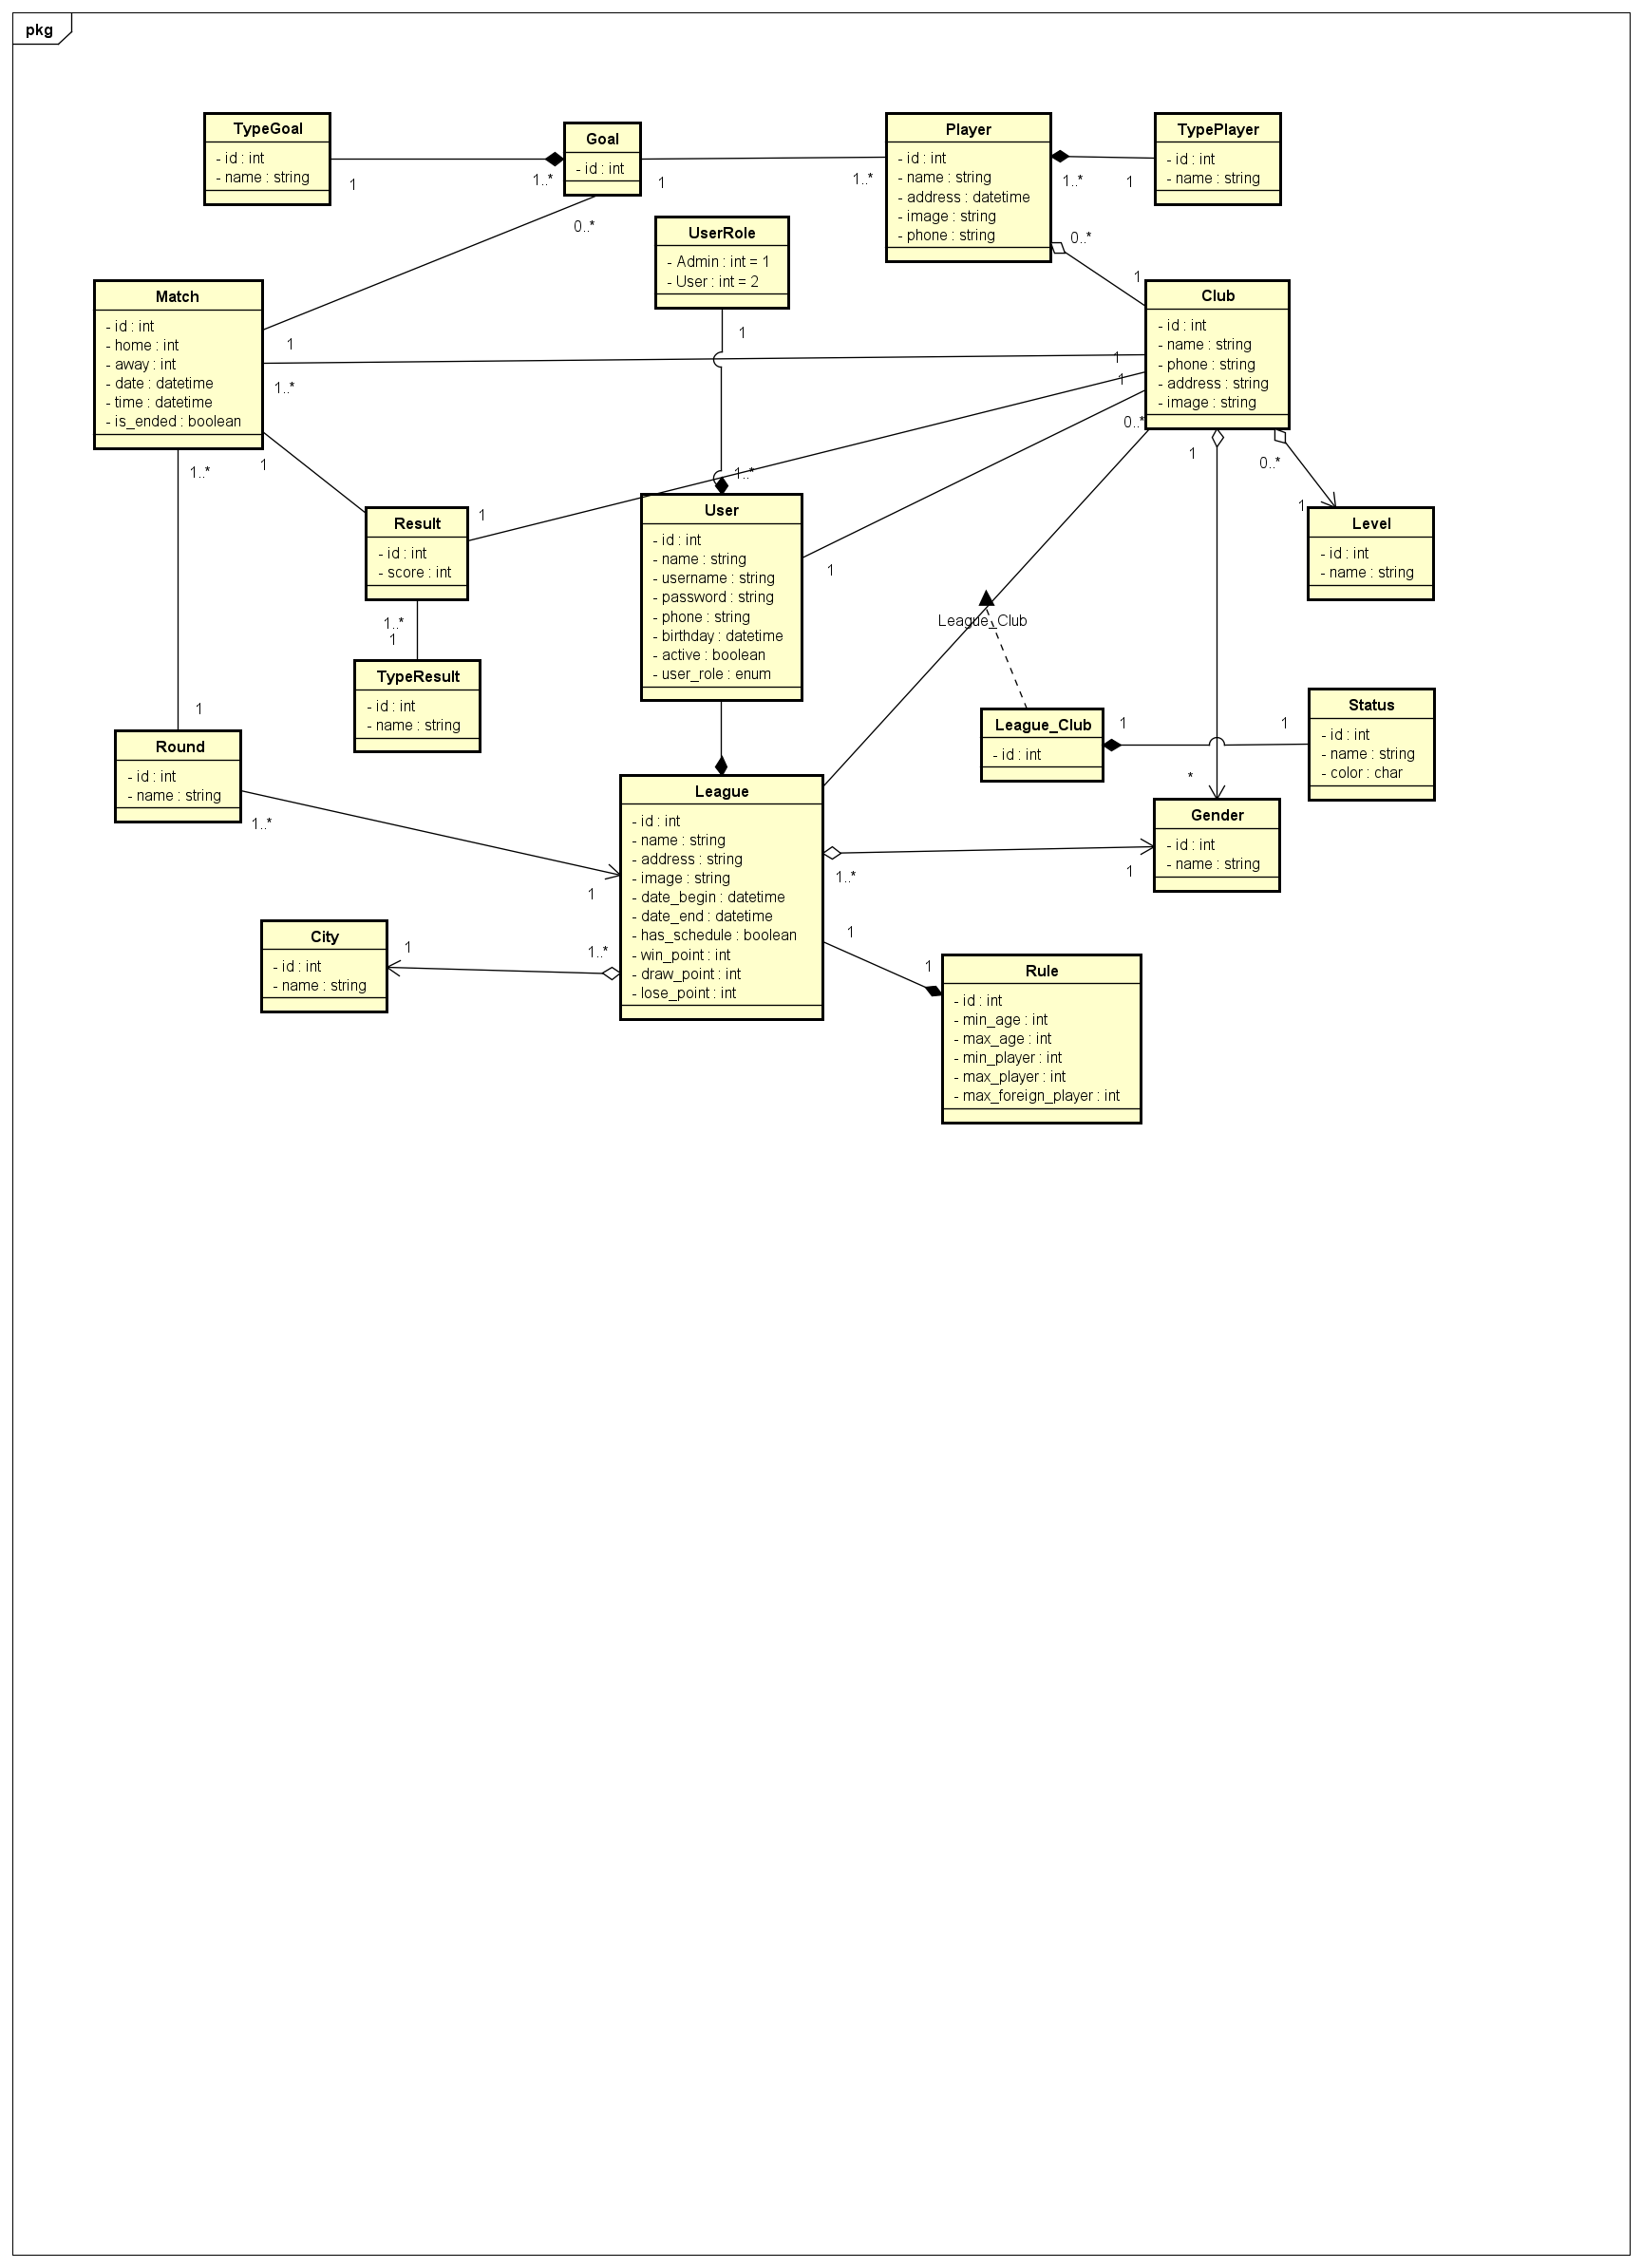 pkg
TypeGoal
- id : int
- name : string
1
1..*
Goal
- id : int
1
1..*
0..*
Player
- id : int
- name : string
- address : datetime
- image : string
- phone : string
1..*
1
0..*
1
TypePlayer
- id : int
- name : string
UserRole
- Admin : int = 1
- User : int = 2
1
1..*
Match
- id : int
- home : int
- away : int
- date : datetime
- time : datetime
- is_ended : boolean
1
1..*
1
1..*
Club
- id : int
- name : string
- phone : string
- address : string
- image : string
1
1
0..*
1
0..*
1
Result
- id : int
- score : int
1
1..*
1
User
- id : int
- name : string
- username : string
- password : string
- phone : string
- birthday : datetime
- active : boolean
- user_role : enum
1
Level
- id : int
- name : string
League_Club
TypeResult
- id : int
- name : string
League_Club
- id : int
1
1
Status
- id : int
- name : string
- color : char
1
Round
- id : int
- name : string
1..*
1
League
- id : int
- name : string
- address : string
- image : string
- date_begin : datetime
- date_end : datetime
- has_schedule : boolean
- win_point : int
- draw_point : int
- lose_point : int
1..*
1
*
Gender
- id : int
- name : string
City
- id : int
- name : string
1
1..*
1
1
Rule
- id : int
- min_age : int
- max_age : int
- min_player : int
- max_player : int
- max_foreign_player : int